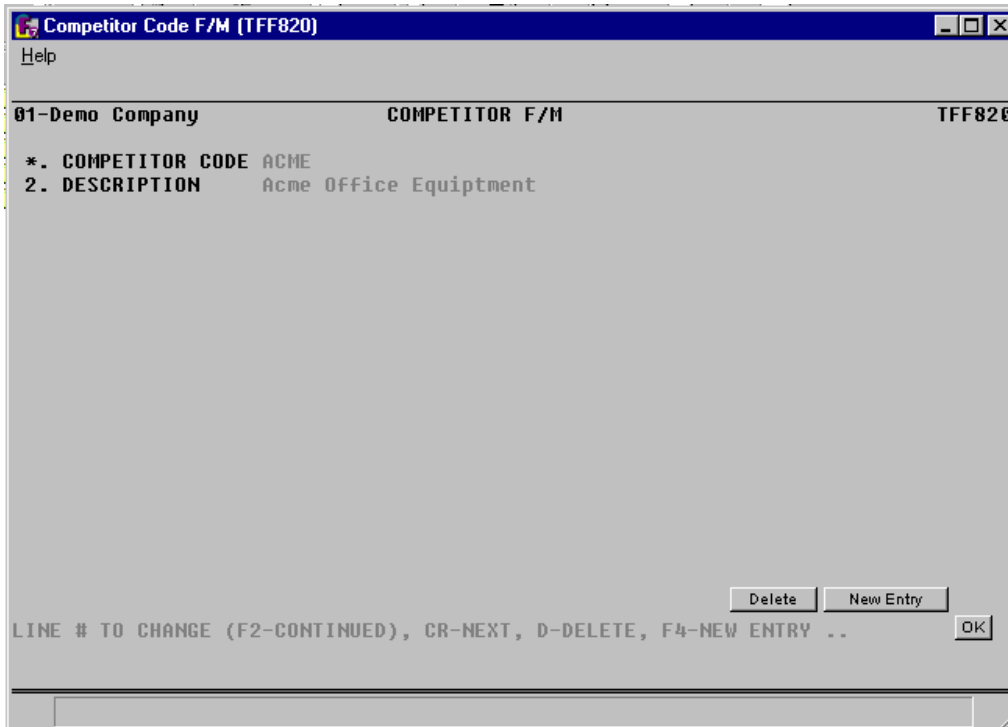 Competitor Code F/M (TFF820)
Help
01-Demo Company COMPETITOR F/M TFF820
*. COMPETITOR CODE ACME
2. DESCRIPTION Acme Office Equiptment
Delete New Entry
LINE # TO CHANGE (F2-CONTINUED), CR-NEXT, D-DELETE, F4-NEW ENTRY .. OK